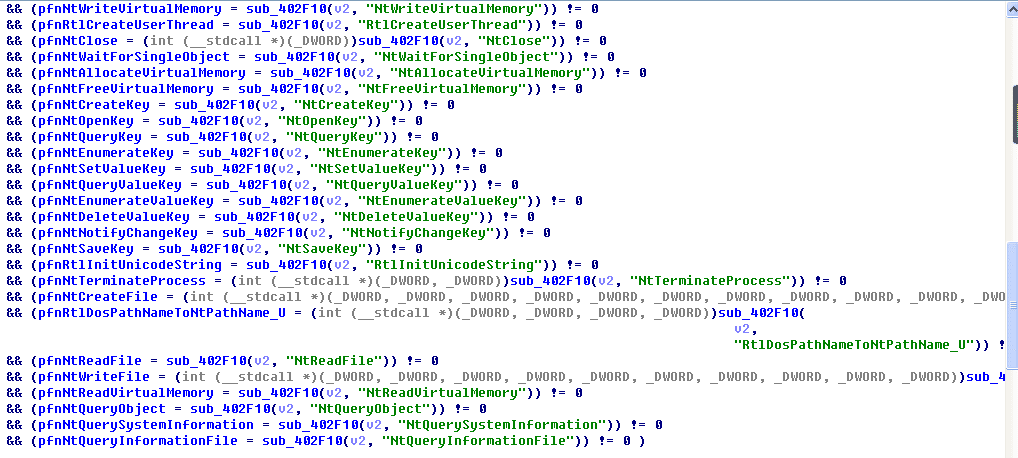 && (pfnNtWriteVirtualMemory = sub_402F10(v2, "NtWriteVirtualMemory")) != 0
&& (pfnRtlCreateUserThread = sub_402F10(v2, "RtlCreateUserThread")) != 0
&& (pfnNtClose = (int (__stdcall *)(_DWORD))sub_402F10(v2, "NtClose")) != 0
&& (pfnNtWaitForSingleObject = sub_402F10(v2, "NtWaitForSingleObject")) != 0
&& (pfnNtAllocateVirtualMemory = sub_402F10(v2, "NtAllocateVirtualMemory")) != 0
&& (pfnNtFreeVirtualMemory = sub_402F10(v2, "NtFreeVirtualMemory")) != 0
&& (pfnNtCreateKey = sub_402F10(v2, "NtCreateKey")) != 0
&& (pfnNtOpenKey = sub_402F10(v2, "NtOpenKey")) != 0
&& (pfnNtQueryKey = sub_402F10(v2, "NtQueryKey")) != 0
&& (pfnNtEnumerateKey = sub_402F10(v2, "NtEnumerateKey")) != 0
&& (pfnNtSetValueKey = sub_402F10(v2, "NtSetValueKey")) != 0
&& (pfnNtQueryValueKey = sub_402F10(v2, "NtQueryValueKey")) != 0
&& (pfnNtEnumerateValueKey = sub_402F10(v2, "NtEnumerateValueKey")) != 0
&& (pfnNtDeleteValueKey = sub_402F10(v2, "NtDeleteValueKey")) != 0
&& (pfnNtNotifyChangeKey = sub_402F10(v2, "NtNotifyChangeKey")) != 0
&& (pfnNtSaveKey = sub_402F10(v2, "NtSaveKey")) != 0
&& (pfnRtlInitUnicodeString = sub_402F10(v2, "RtlInitUnicodeString")) != 0
&& (pfnNtTerminateProcess = (int (__stdcall *)(_DWORD, _DWORD))sub_402F10(v2, "NtTerminateProcess")) != 0
&& (pfnNtCreateFile = (int (__stdcall *)(_DWORD, _DWORD, _DWORD, _DWORD, _DWORD, _DWORD, _DWORD, _DWORD, _DWORD, _DWO
&& (pfnRtlDosPathNameToNtPathName_U = (int (__stdcall *)(_DWORD, _DWORD, _DWORD, _DWORD))sub_402F10(
v2,
"RtlDosPathNameToNtPathName_U")) !
&& (pfnNtReadFile = sub_402F10(v2, "NtReadFile")) != 0
&& (pfnNtWriteFile = (int (__stdcall *)(_DWORD, _DWORD, _DWORD, _DWORD, _DWORD, _DWORD, _DWORD, _DWORD, _DWORD))sub_4
&& (pfnNtReadVirtualMemory = sub_402F10(v2, "NtReadVirtualMemory")) != 0
&& (pfnNtQueryObject = sub_402F10(v2, "NtQueryObject")) != 0
&& (pfnNtQuerySystemInformation = sub_402F10(v2, "NtQuerySystemInformation")) != 0
&& (pfnNtQueryInformationFile = sub_402F10(v2, "NtQueryInformationFile")) != 0 )